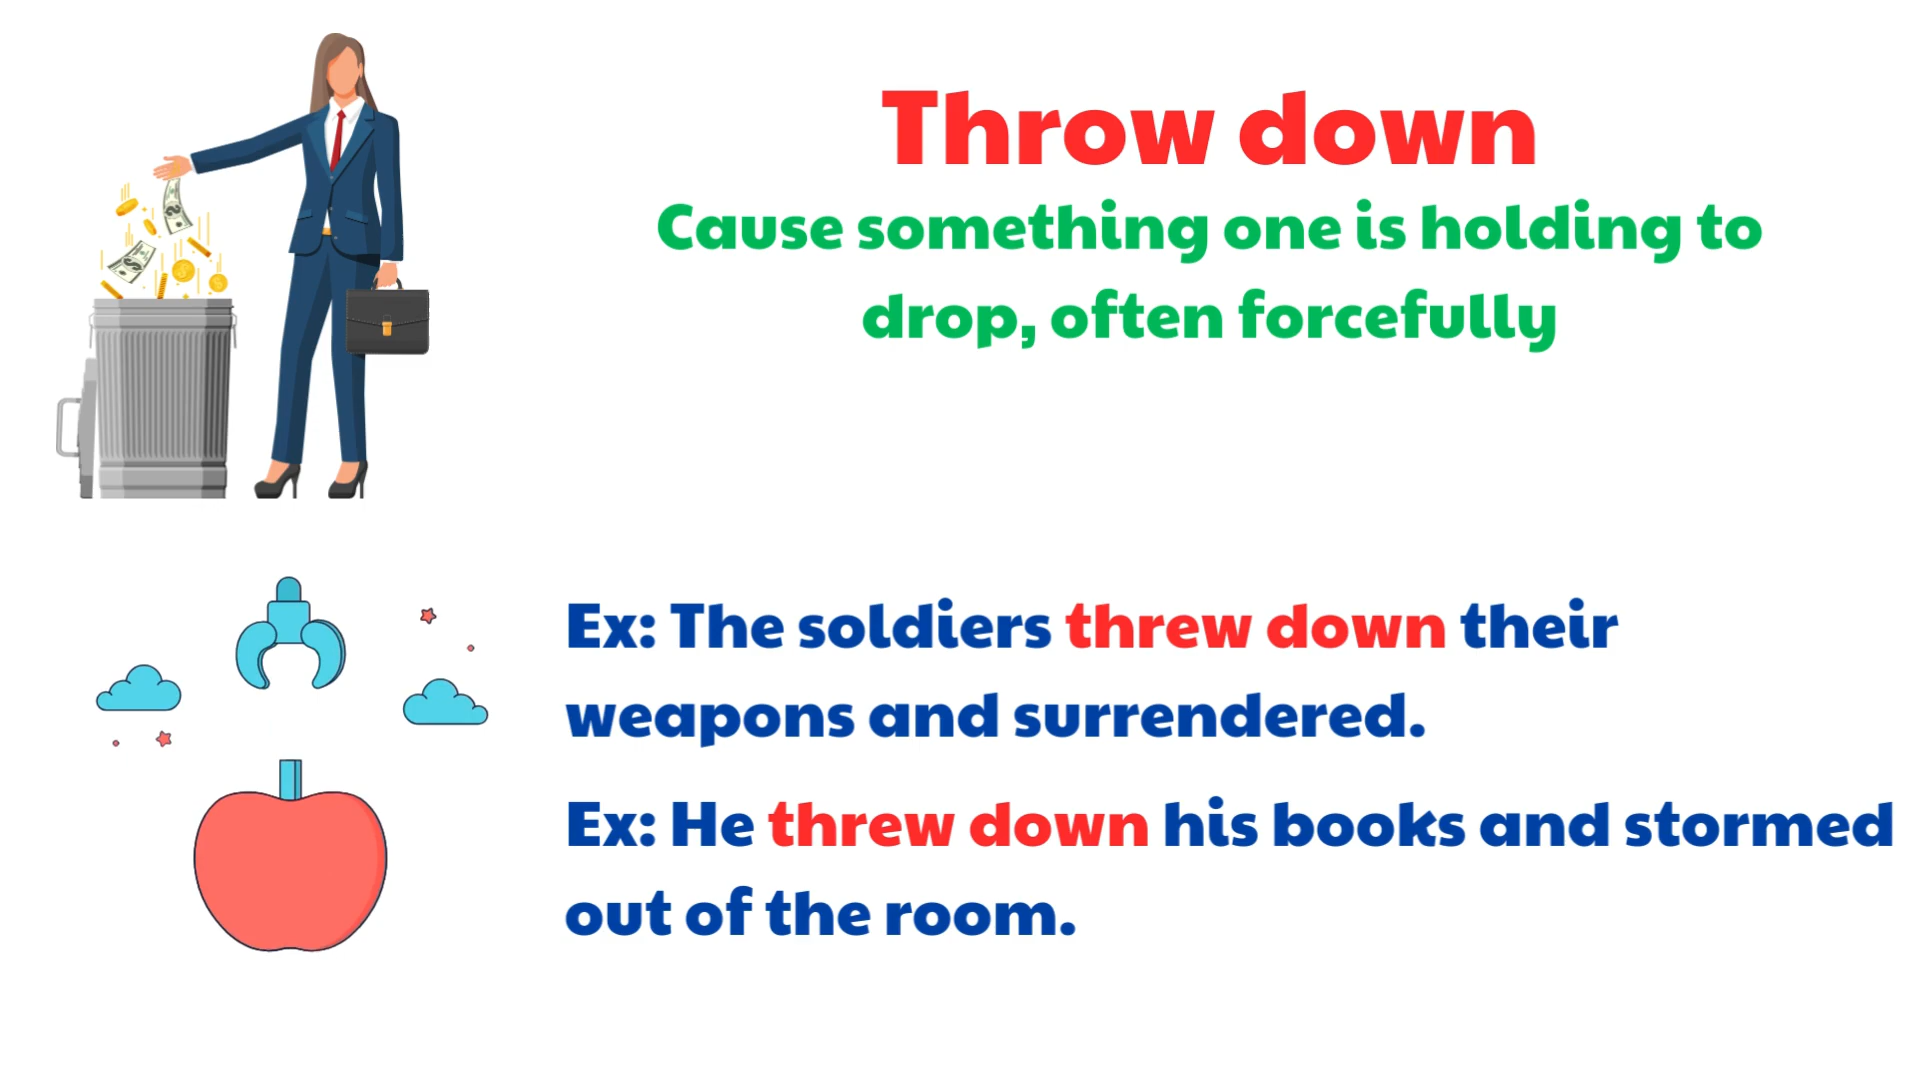 Throw down
Cause something one is holding to
drop, often forcefully
Ex: The soldiers threw down their
weapons and surrendered.
Ex: He threw down his books and stormed
out of the room.